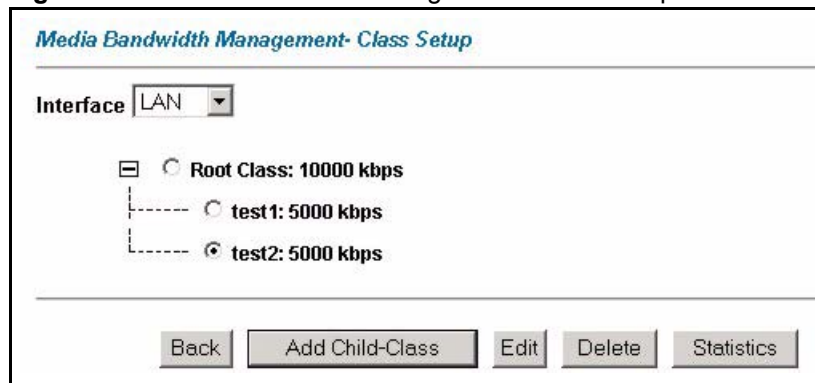 Media Bandwidth Management- Class Setup
Interface LAN
Root Class: 10000 kbps
test1: 5000 kbps
test2: 5000 kbps
Back Add Child-Class Edit Delete Statistics